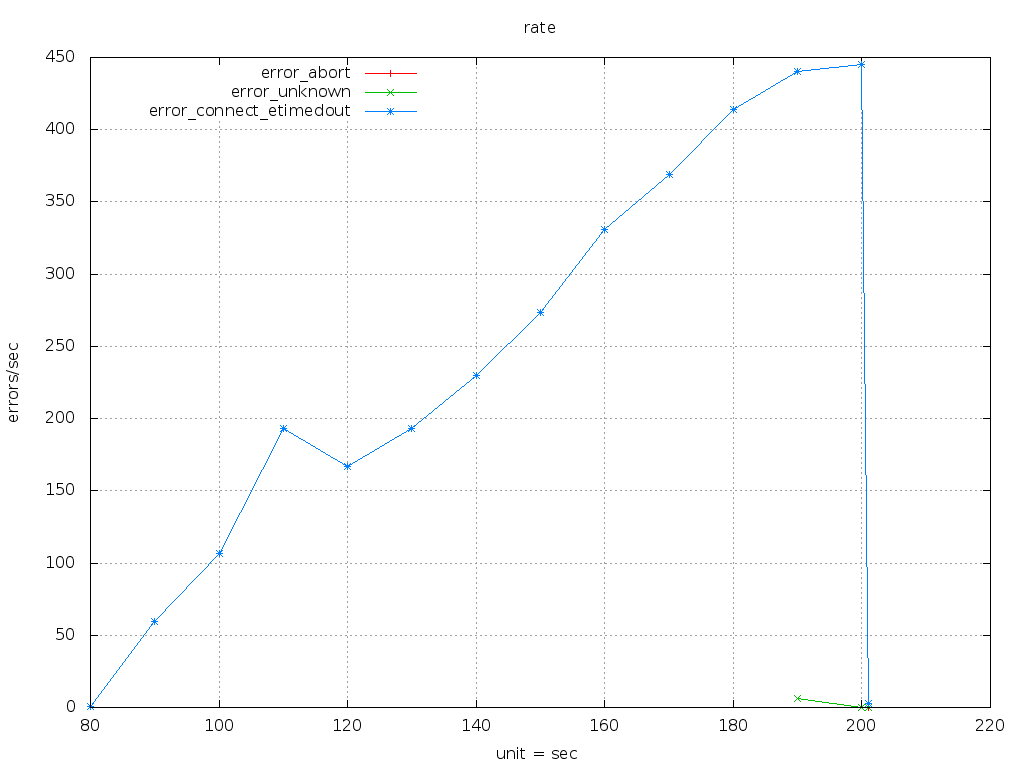 rate
450
400
350
300
250
200
150
100
50
0
error_abort
error_unknown
error_connect_etimedout
errors/sec
80 100 120 140 160 180 200 220
unit = sec